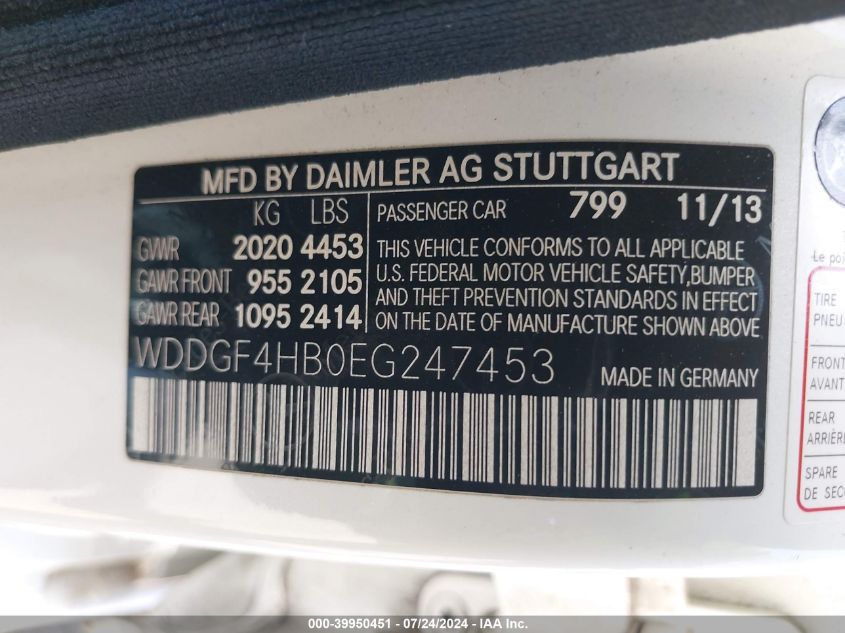 MFD BY DAIMLER AG STUTTGART
KG LBS
GVWR 2020 4453
GAWR FRONT 955 2105
GAWR REAR 1095 2414
PASSENGER CAR 799 11/13
THIS VEHICLE CONFORMS TO ALL APPLICABLE
U.S. FEDERAL MOTOR VEHICLE SAFETY,BUMPER
AND THEFT PREVENTION STANDARDS IN EFFECT
ON THE DATE OF MANUFACTURE SHOWN ABOVE
WDDGF4HB0EG247453
MADE IN GERMANY
Le poi
TIRE
PNEU
FRONT
AVANT
REAR
ARRIÈRE
SPARE
DE SECO
000-39950451 - 07/24/2024 - IAA Inc.